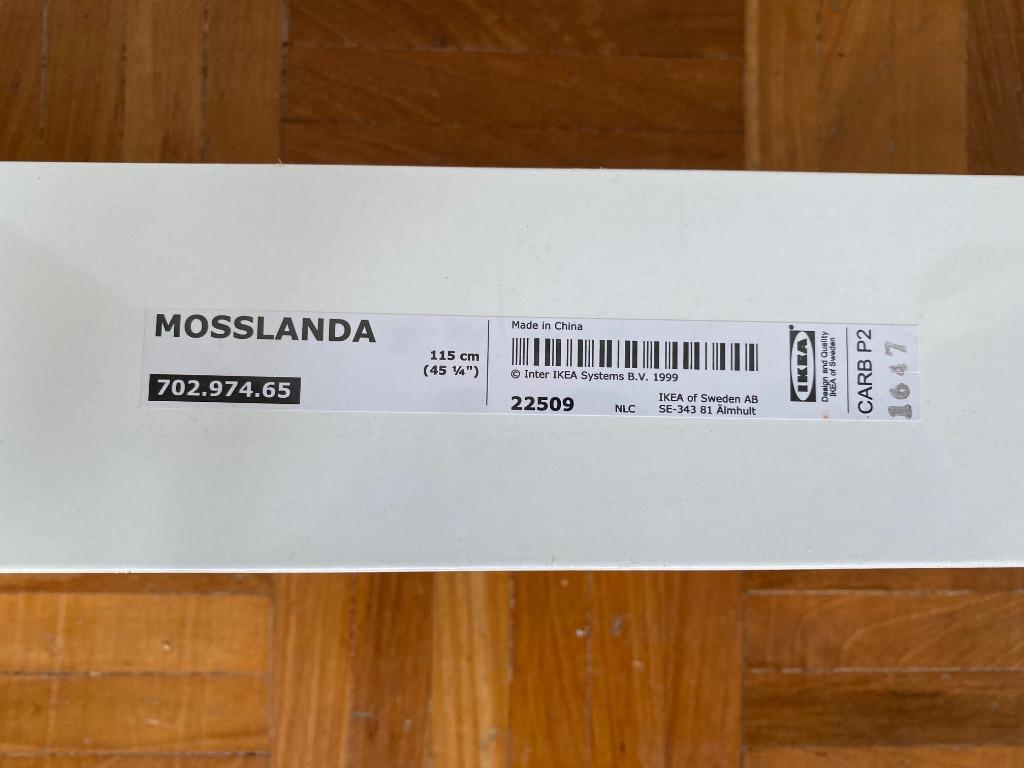 MOSSLANDA
115 cm
(45 ¼")
702.974.65
Made in China
© Inter IKEA Systems B.V. 1999
22509
NLC
IKEA of Sweden AB
SE-343 81 Älmhult
IKEA®
Design and Quality
IKEA of Sweden
CARB P2
1647